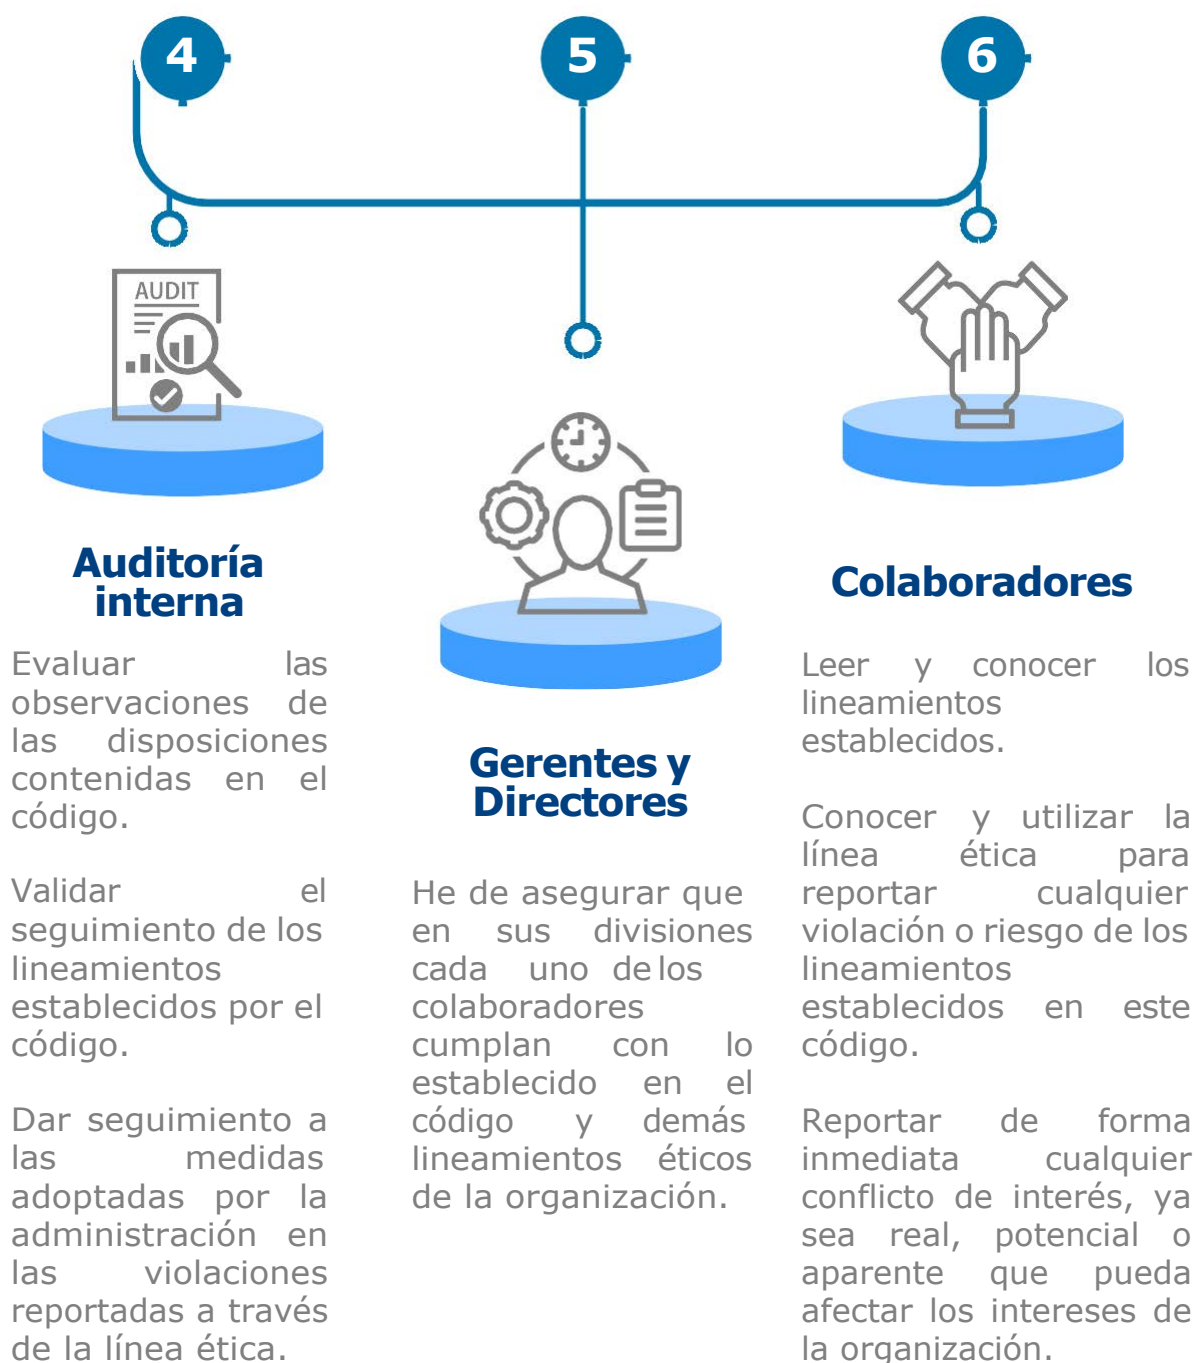 4
5
6
AUDIT
Auditoría
interna
Evaluar las
observaciones de
las disposiciones
contenidas en el
código.
Validar el
seguimiento de los
lineamientos
establecidos por el
código.
Dar seguimiento a
las medidas
adoptadas por la
administración en
las violaciones
reportadas a través
de la línea ética.
Gerentes y
Directores
He de asegurar que
en sus divisiones
cada uno de los
colaboradores
cumplan con lo
establecido en el
código y demás
lineamientos éticos
de la organización.
Colaboradores
Leer y conocer los
lineamientos
establecidos.
Conocer y utilizar la
línea ética para
reportar cualquier
violación o riesgo de los
lineamientos
establecidos en este
código.
Reportar de forma
inmediata cualquier
conflicto de interés, ya
sea real, potencial o
aparente que pueda
afectar los intereses de
la organización.